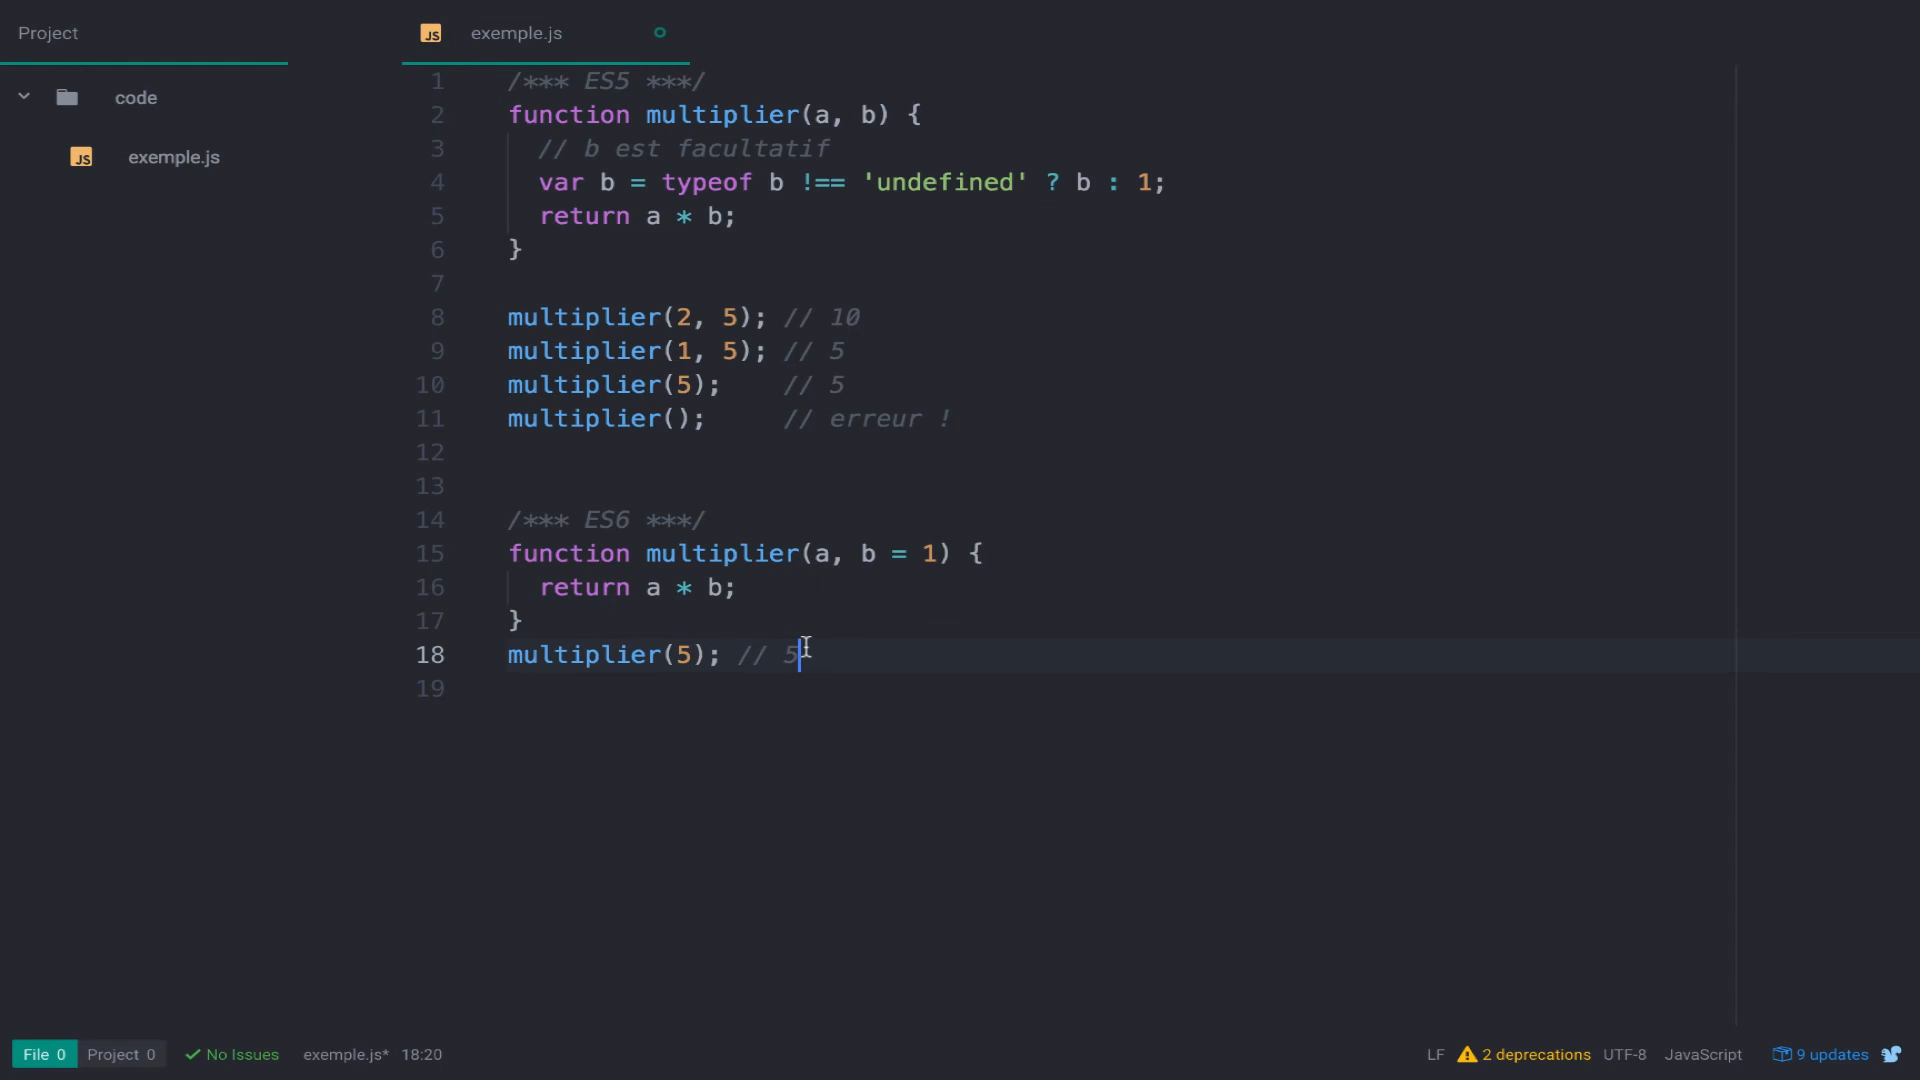 Project
code
JS exemple.js
JS exemple.js
1 /*** ES5 ***/
2 function multiplier(a, b) {
3   // b est facultatif
4   var b = typeof b !== 'undefined' ? b : 1;
5   return a * b;
6 }
7
8 multiplier(2, 5); // 10
9 multiplier(1, 5); // 5
10 multiplier(5);    // 5
11 multiplier();     // erreur !
12
13
14 /*** ES6 ***/
15 function multiplier(a, b = 1) {
16   return a * b;
17 }
18 multiplier(5); // 5
19
File 0 Project 0 No Issues exemple.js* 18:20 LF 2 deprecations UTF-8 JavaScript 9 updates